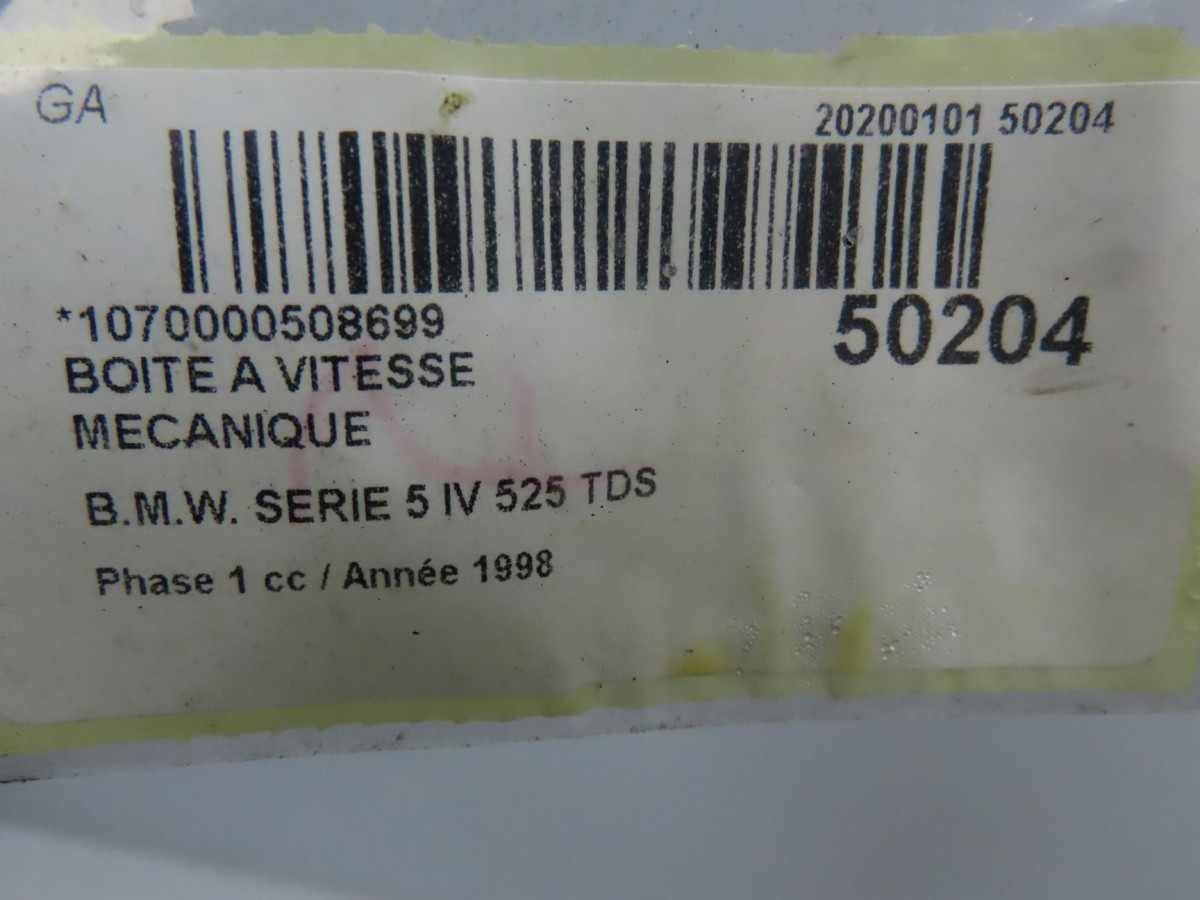 GA
20200101 50204
*1070000508699
50204
BOITE A VITESSE
MECANIQUE
B.M.W. SERIE 5 IV 525 TDS
Phase 1 cc / Année 1998